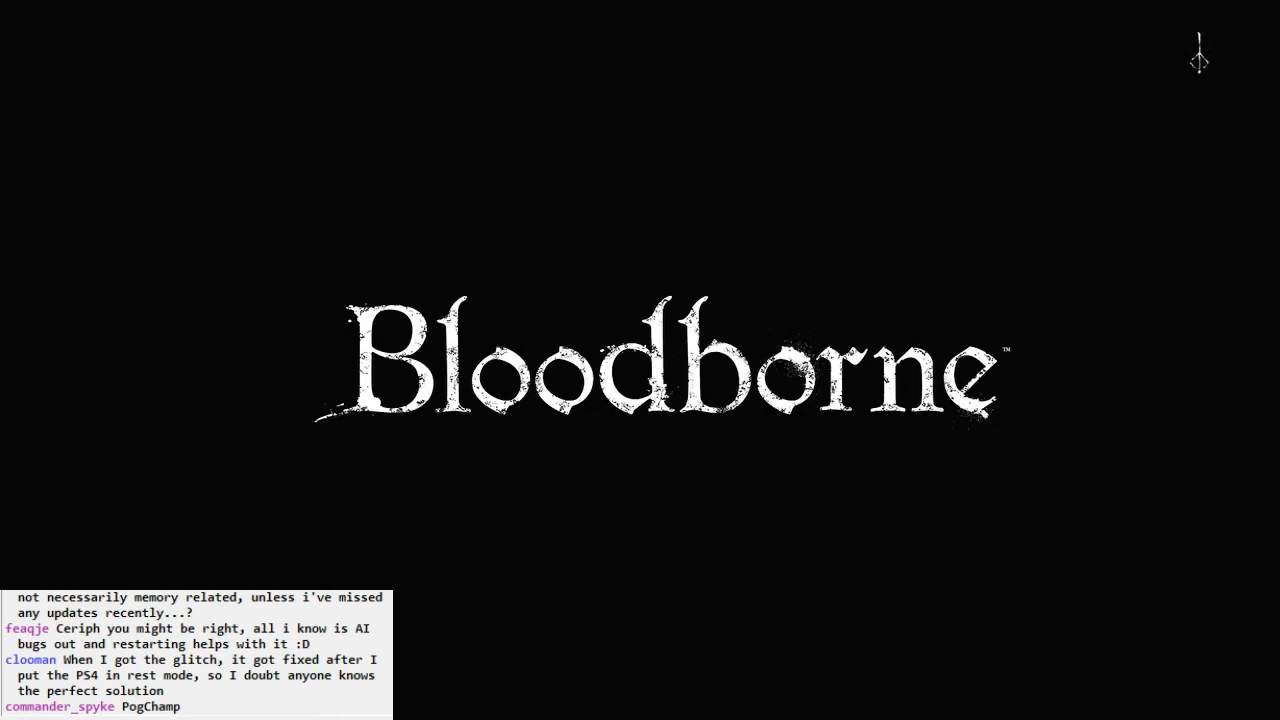 Bloodborne™
not necessarily memory related, unless i've missed
any updates recently...?
feaqje Ceriph you might be right, all i know is AI
bugs out and restarting helps with it :D
clooman When I got the glitch, it got fixed after I
put the PS4 in rest mode, so I doubt anyone knows
the perfect solution
commander_spyke PogChamp